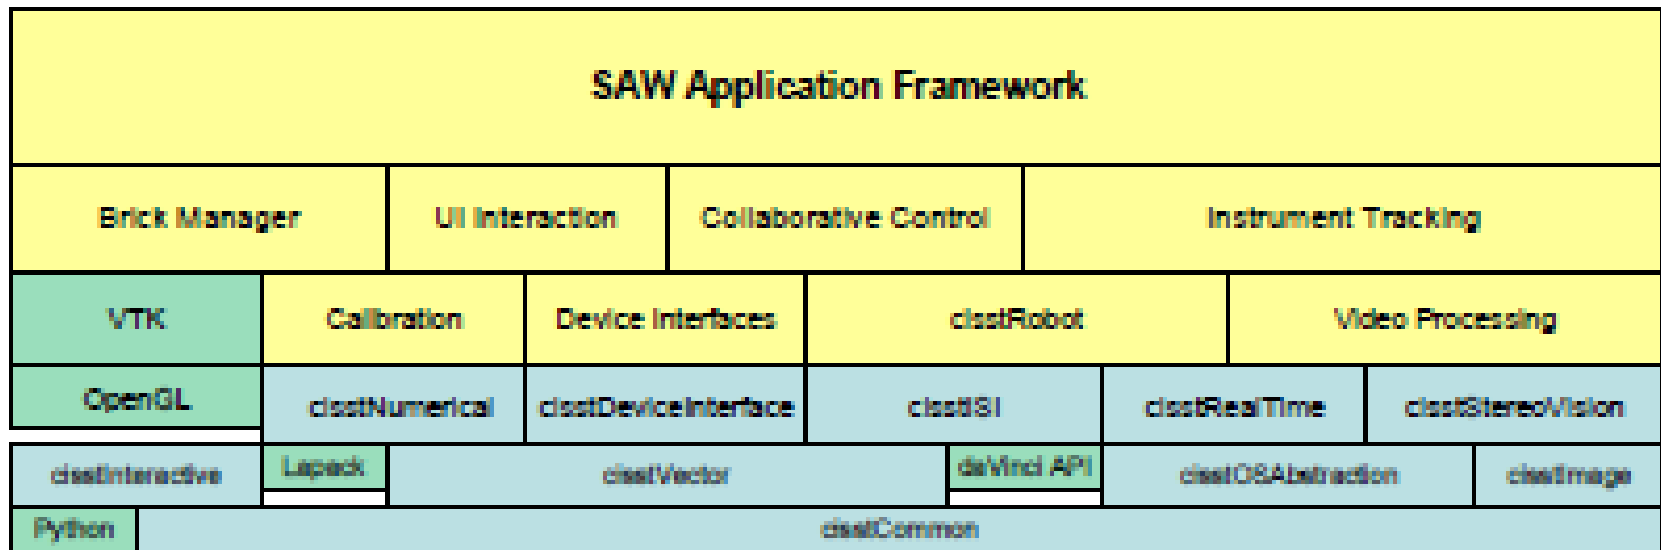 SAW Application Framework
Brick Manager UI Interaction Collaborative Control Instrument Tracking
VTK Calibration Device Interfaces cisstRobot Video Processing
OpenGL cisstNumerical cisstDeviceInterface cisstISI cisstRealTime cisstStereoVision
cisstInteractive Lapack cisstVector daVinci API cisstOSAbstraction cisstImage
Python cisstCommon